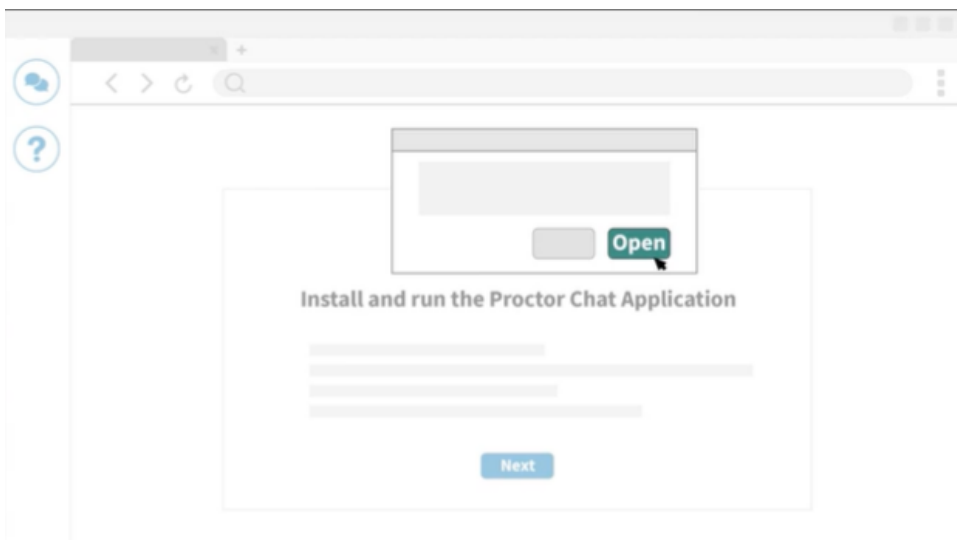 Open
Install and run the Proctor Chat Application
Next